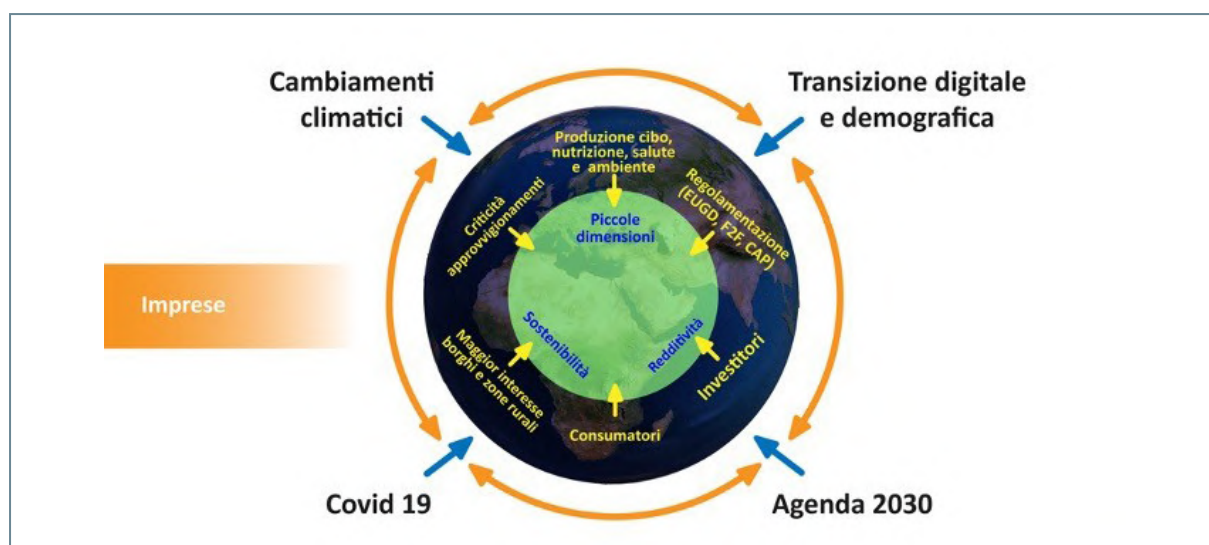 Cambiamenti
climatici
Transizione digitale
e demografica
Produzione cibo,
nutrizione, salute
e ambiente
Criticità
approvvigionamenti
Regolamentazione
(EUGD, F2F, CAP)
Piccole
dimensioni
Imprese
Sostenibilità
Redditività
Maggior interesse
borghi e zone rurali
Investitori
Consumatori
Covid 19
Agenda 2030